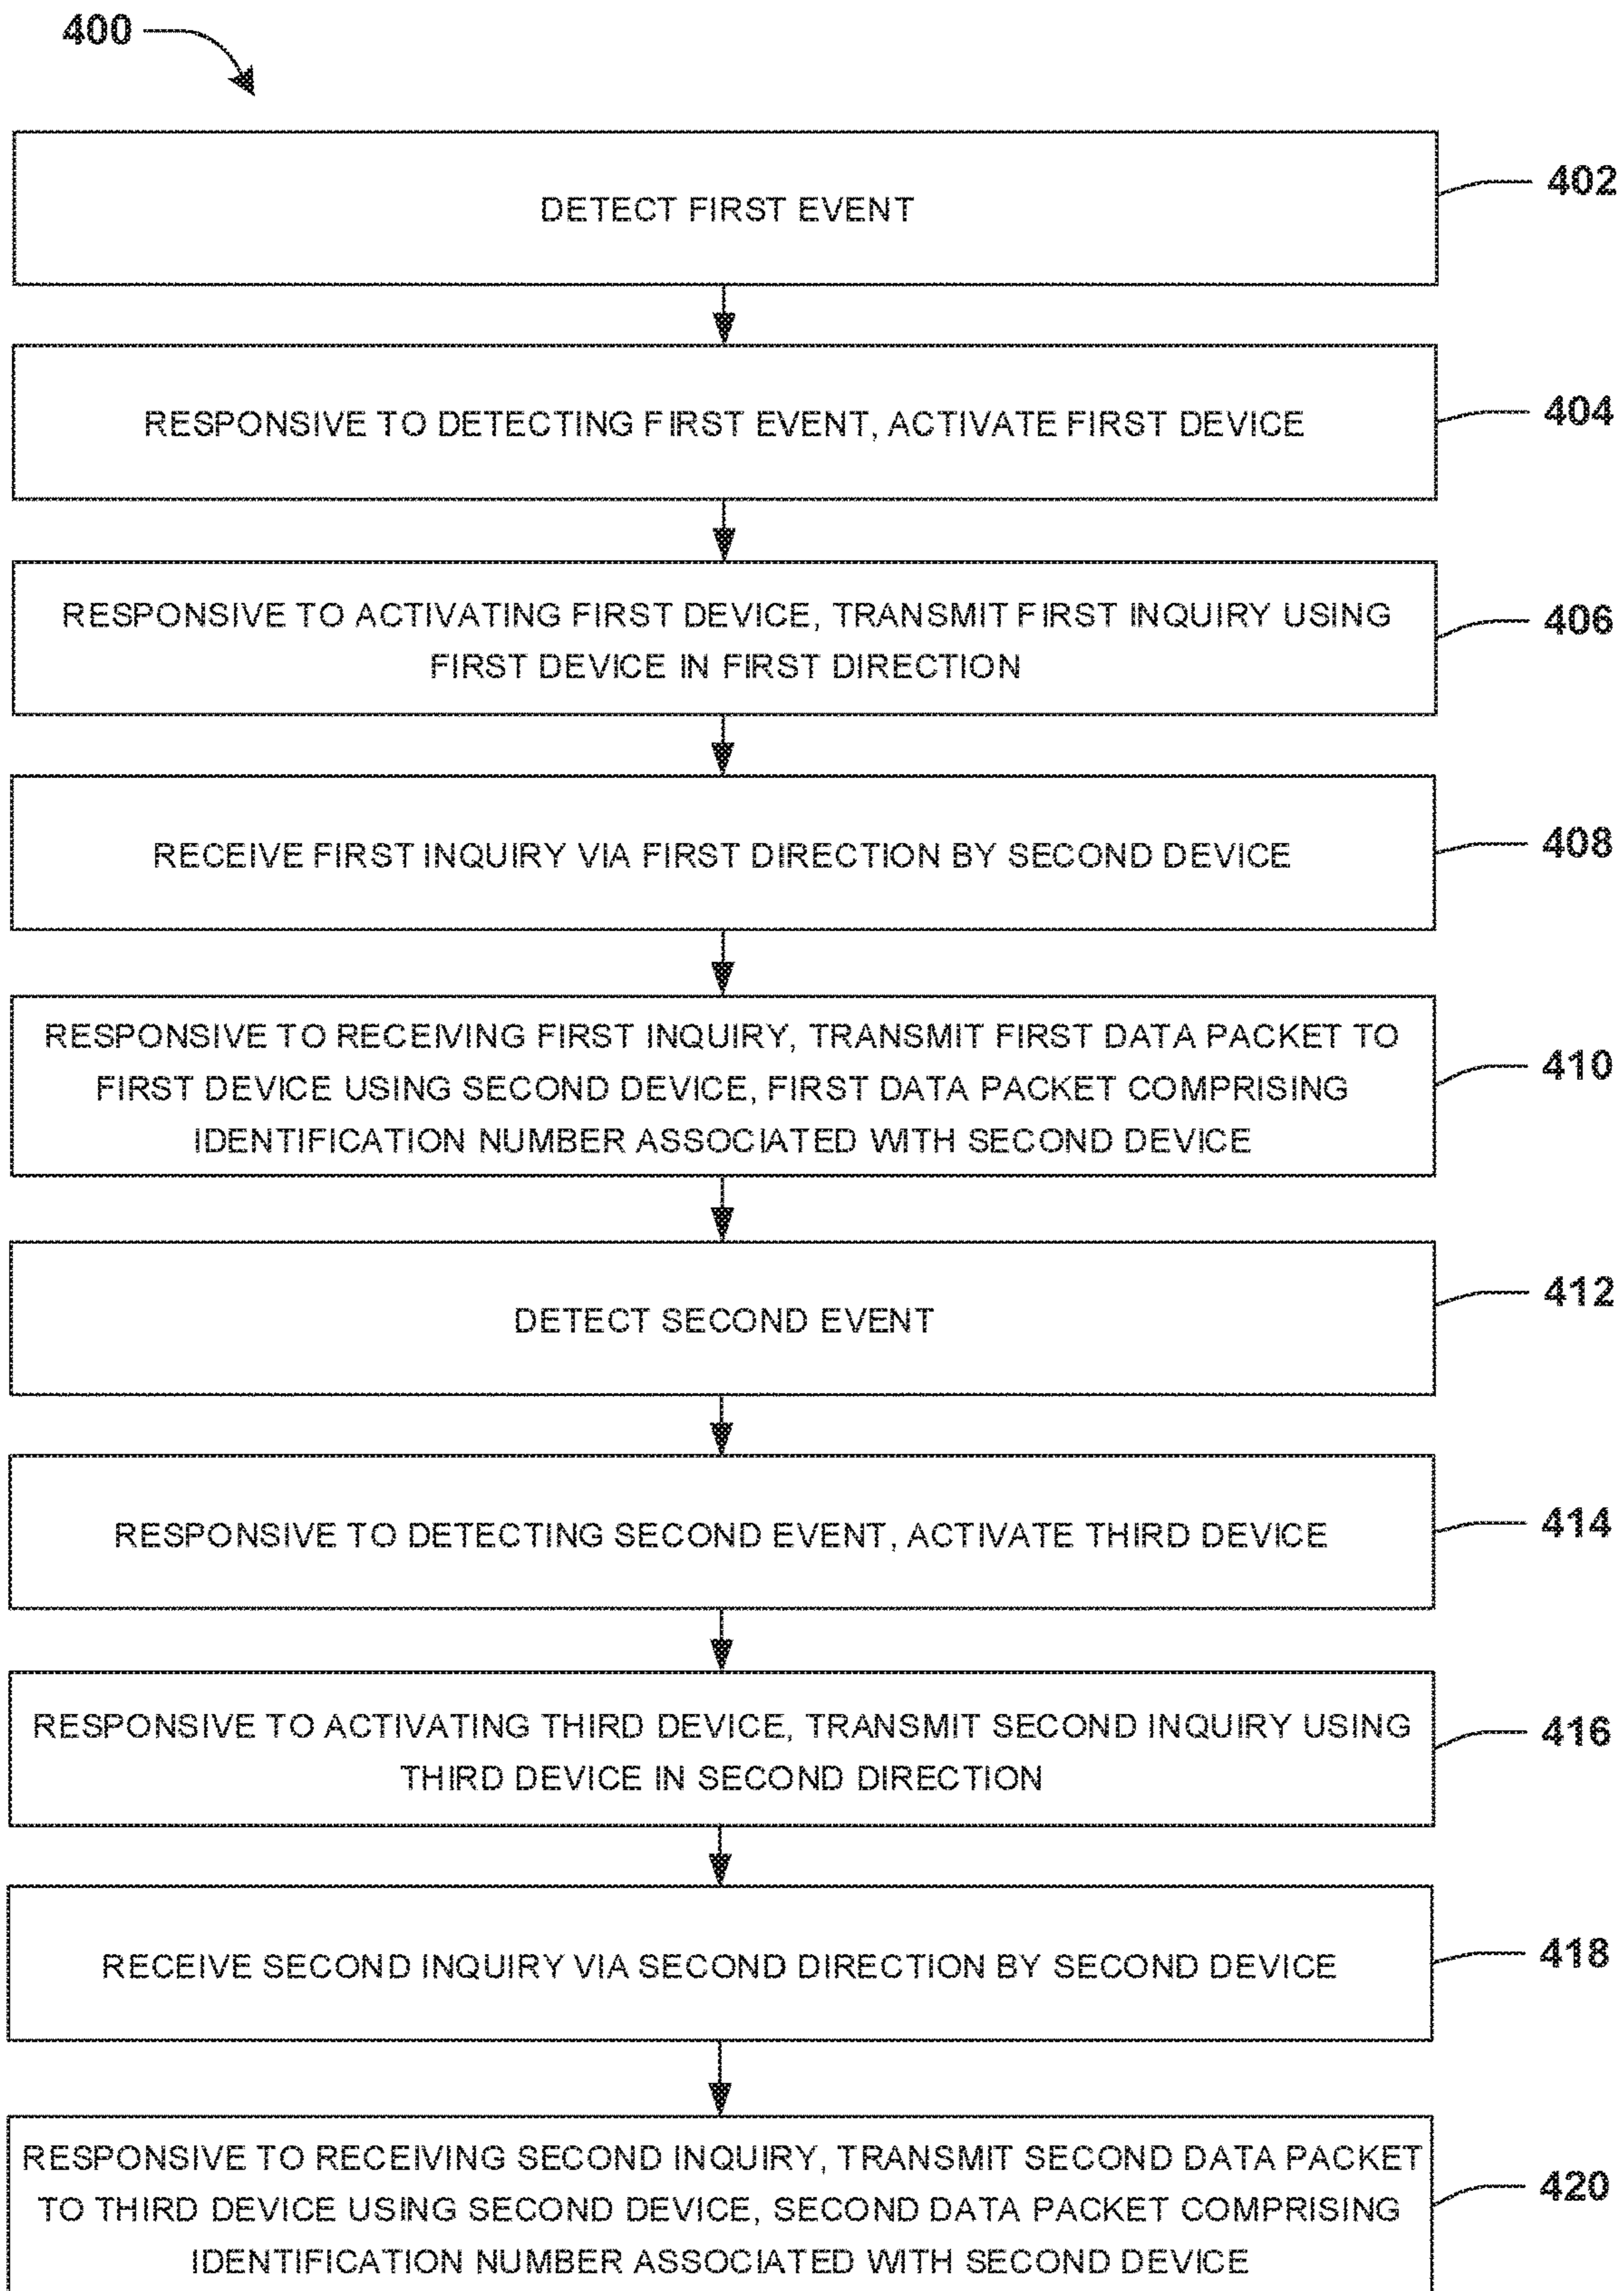 400
DETECT FIRST EVENT
402
RESPONSIVE TO DETECTING FIRST EVENT, ACTIVATE FIRST DEVICE
404
RESPONSIVE TO ACTIVATING FIRST DEVICE, TRANSMIT FIRST INQUIRY USING
FIRST DEVICE IN FIRST DIRECTION
406
RECEIVE FIRST INQUIRY VIA FIRST DIRECTION BY SECOND DEVICE
408
RESPONSIVE TO RECEIVING FIRST INQUIRY, TRANSMIT FIRST DATA PACKET TO
FIRST DEVICE USING SECOND DEVICE, FIRST DATA PACKET COMPRISING
IDENTIFICATION NUMBER ASSOCIATED WITH SECOND DEVICE
410
DETECT SECOND EVENT
412
RESPONSIVE TO DETECTING SECOND EVENT, ACTIVATE THIRD DEVICE
414
RESPONSIVE TO ACTIVATING THIRD DEVICE, TRANSMIT SECOND INQUIRY USING
THIRD DEVICE IN SECOND DIRECTION
416
RECEIVE SECOND INQUIRY VIA SECOND DIRECTION BY SECOND DEVICE
418
RESPONSIVE TO RECEIVING SECOND INQUIRY, TRANSMIT SECOND DATA PACKET
TO THIRD DEVICE USING SECOND DEVICE, SECOND DATA PACKET COMPRISING
IDENTIFICATION NUMBER ASSOCIATED WITH SECOND DEVICE
420